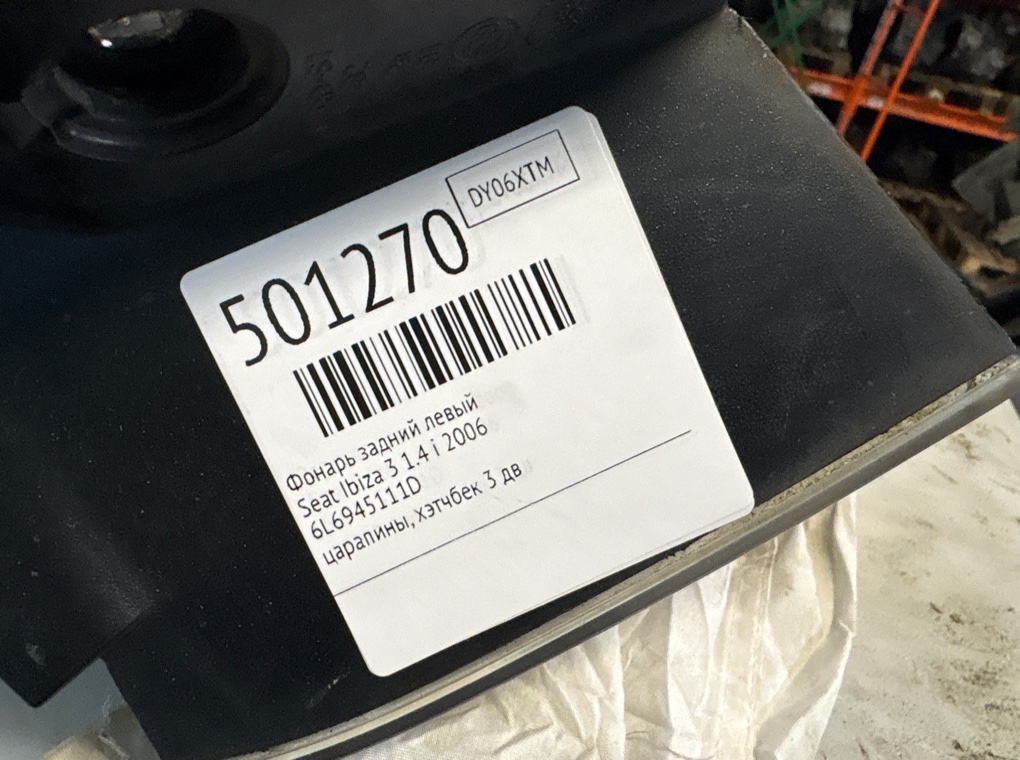 DY06XTM
501270
Фонарь задний левый
Seat Ibiza 3 1.4 i 2006
6L6945111D
царапины, хэтчбек 3 дв